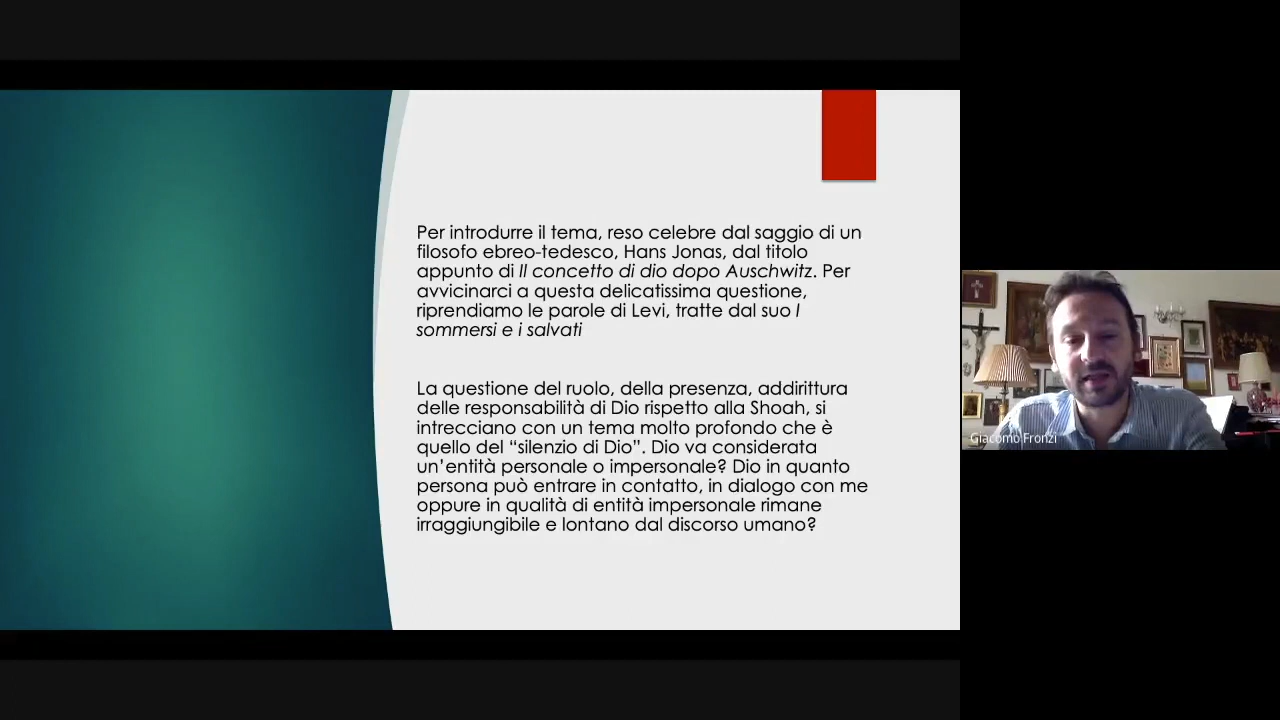 Per introdurre il tema, reso celebre dal saggio di un
filosofo ebreo-tedesco, Hans Jonas, dal titolo
appunto di Il concetto di dio dopo Auschwitz. Per
avvicinarci a questa delicatissima questione,
riprendiamo le parole di Levi, tratte dal suo I
sommersi e i salvati
La questione del ruolo, della presenza, addirittura
delle responsabilità di Dio rispetto alla Shoah, si
intrecciano con un tema molto profondo che è
quello del “silenzio di Dio”. Dio va considerata
un’entità personale o impersonale? Dio in quanto
persona può entrare in contatto, in dialogo con me
oppure in qualità di entità impersonale rimane
irraggiungibile e lontano dal discorso umano?
Giacomo Fronzi